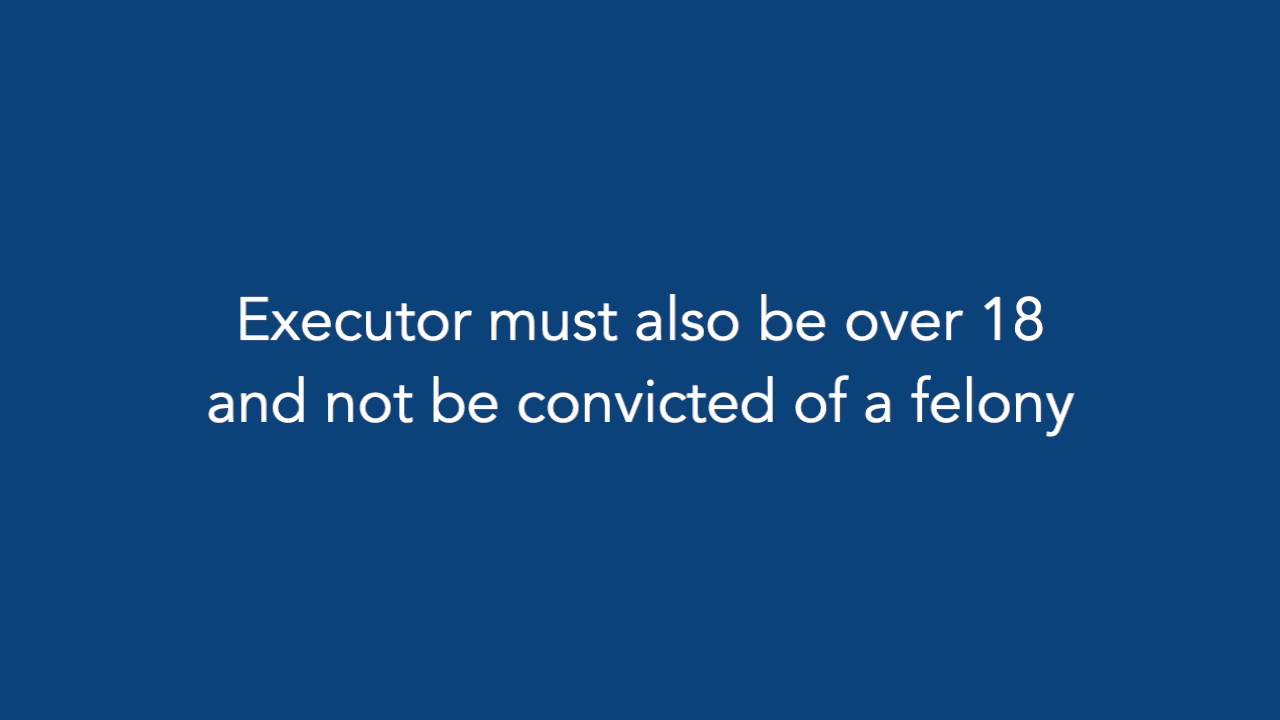 Executor must also be over 18
and not be convicted of a felony